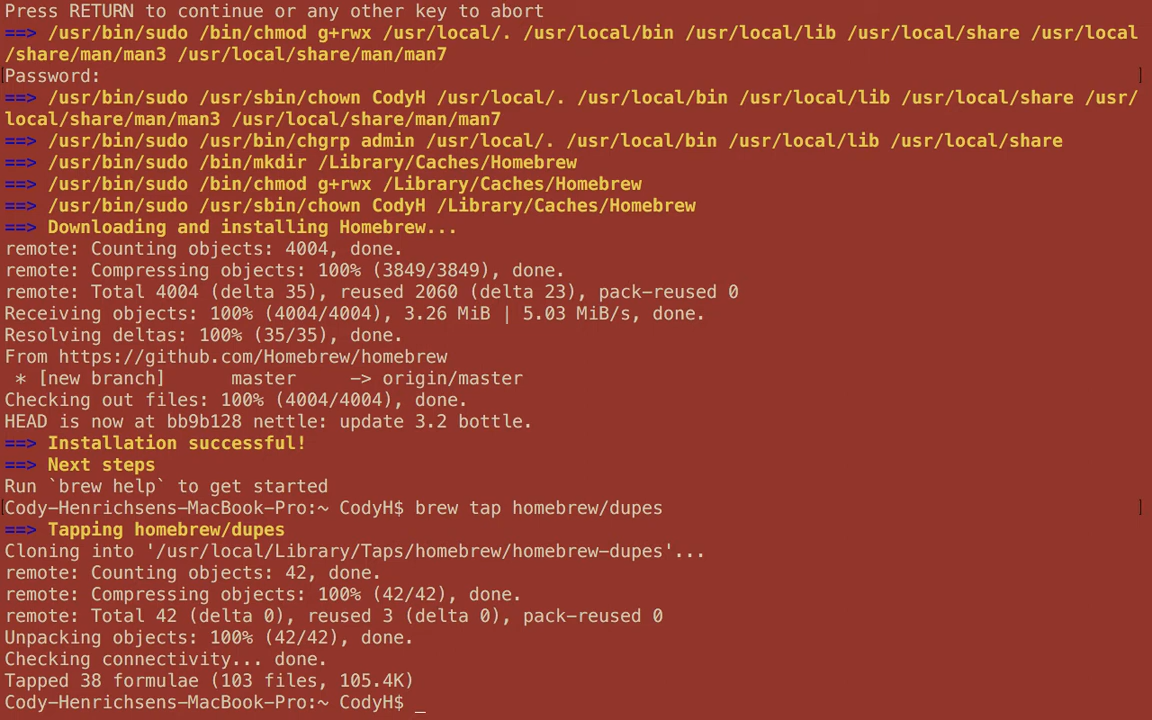 Press RETURN to continue or any other key to abort
==> /usr/bin/sudo /bin/chmod g+rwx /usr/local/. /usr/local/bin /usr/local/lib /usr/local/share /usr/local
/share/man/man3 /usr/local/share/man/man7
[Password: ]
==> /usr/bin/sudo /usr/sbin/chown CodyH /usr/local/. /usr/local/bin /usr/local/lib /usr/local/share /usr/
local/share/man/man3 /usr/local/share/man/man7
==> /usr/bin/sudo /usr/bin/chgrp admin /usr/local/. /usr/local/bin /usr/local/lib /usr/local/share
==> /usr/bin/sudo /bin/mkdir /Library/Caches/Homebrew
==> /usr/bin/sudo /bin/chmod g+rwx /Library/Caches/Homebrew
==> /usr/bin/sudo /usr/sbin/chown CodyH /Library/Caches/Homebrew
==> Downloading and installing Homebrew...
remote: Counting objects: 4004, done.
remote: Compressing objects: 100% (3849/3849), done.
remote: Total 4004 (delta 35), reused 2060 (delta 23), pack-reused 0
Receiving objects: 100% (4004/4004), 3.26 MiB | 5.03 MiB/s, done.
Resolving deltas: 100% (35/35), done.
From https://github.com/Homebrew/homebrew
 * [new branch]      master     -> origin/master
Checking out files: 100% (4004/4004), done.
HEAD is now at bb9b128 nettle: update 3.2 bottle.
==> Installation successful!
==> Next steps
Run `brew help` to get started
[Cody-Henrichsens-MacBook-Pro:~ CodyH$ brew tap homebrew/dupes ]
==> Tapping homebrew/dupes
Cloning into '/usr/local/Library/Taps/homebrew/homebrew-dupes'...
remote: Counting objects: 42, done.
remote: Compressing objects: 100% (42/42), done.
remote: Total 42 (delta 0), reused 3 (delta 0), pack-reused 0
Unpacking objects: 100% (42/42), done.
Checking connectivity... done.
Tapped 38 formulae (103 files, 105.4K)
Cody-Henrichsens-MacBook-Pro:~ CodyH$ _